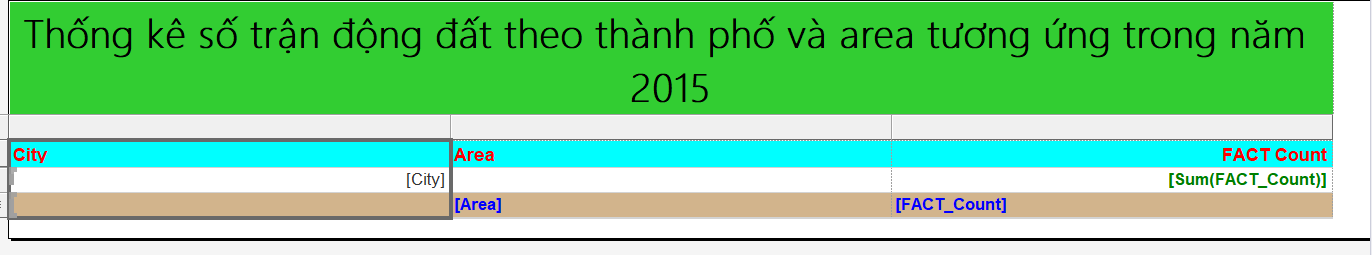 Thống kê số trận động đất theo thành phố và area tương ứng trong năm
2015
City Area FACT Count
[City] [Sum(FACT_Count)]
[Area] [FACT_Count]